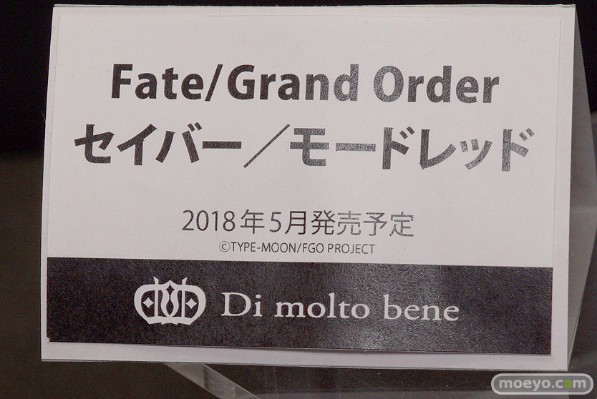 Fate/Grand Order
セイバー／モードレッド
2018年5月発売予定
©TYPE-MOON/FGO PROJECT
Di molto bene
moeyo.com